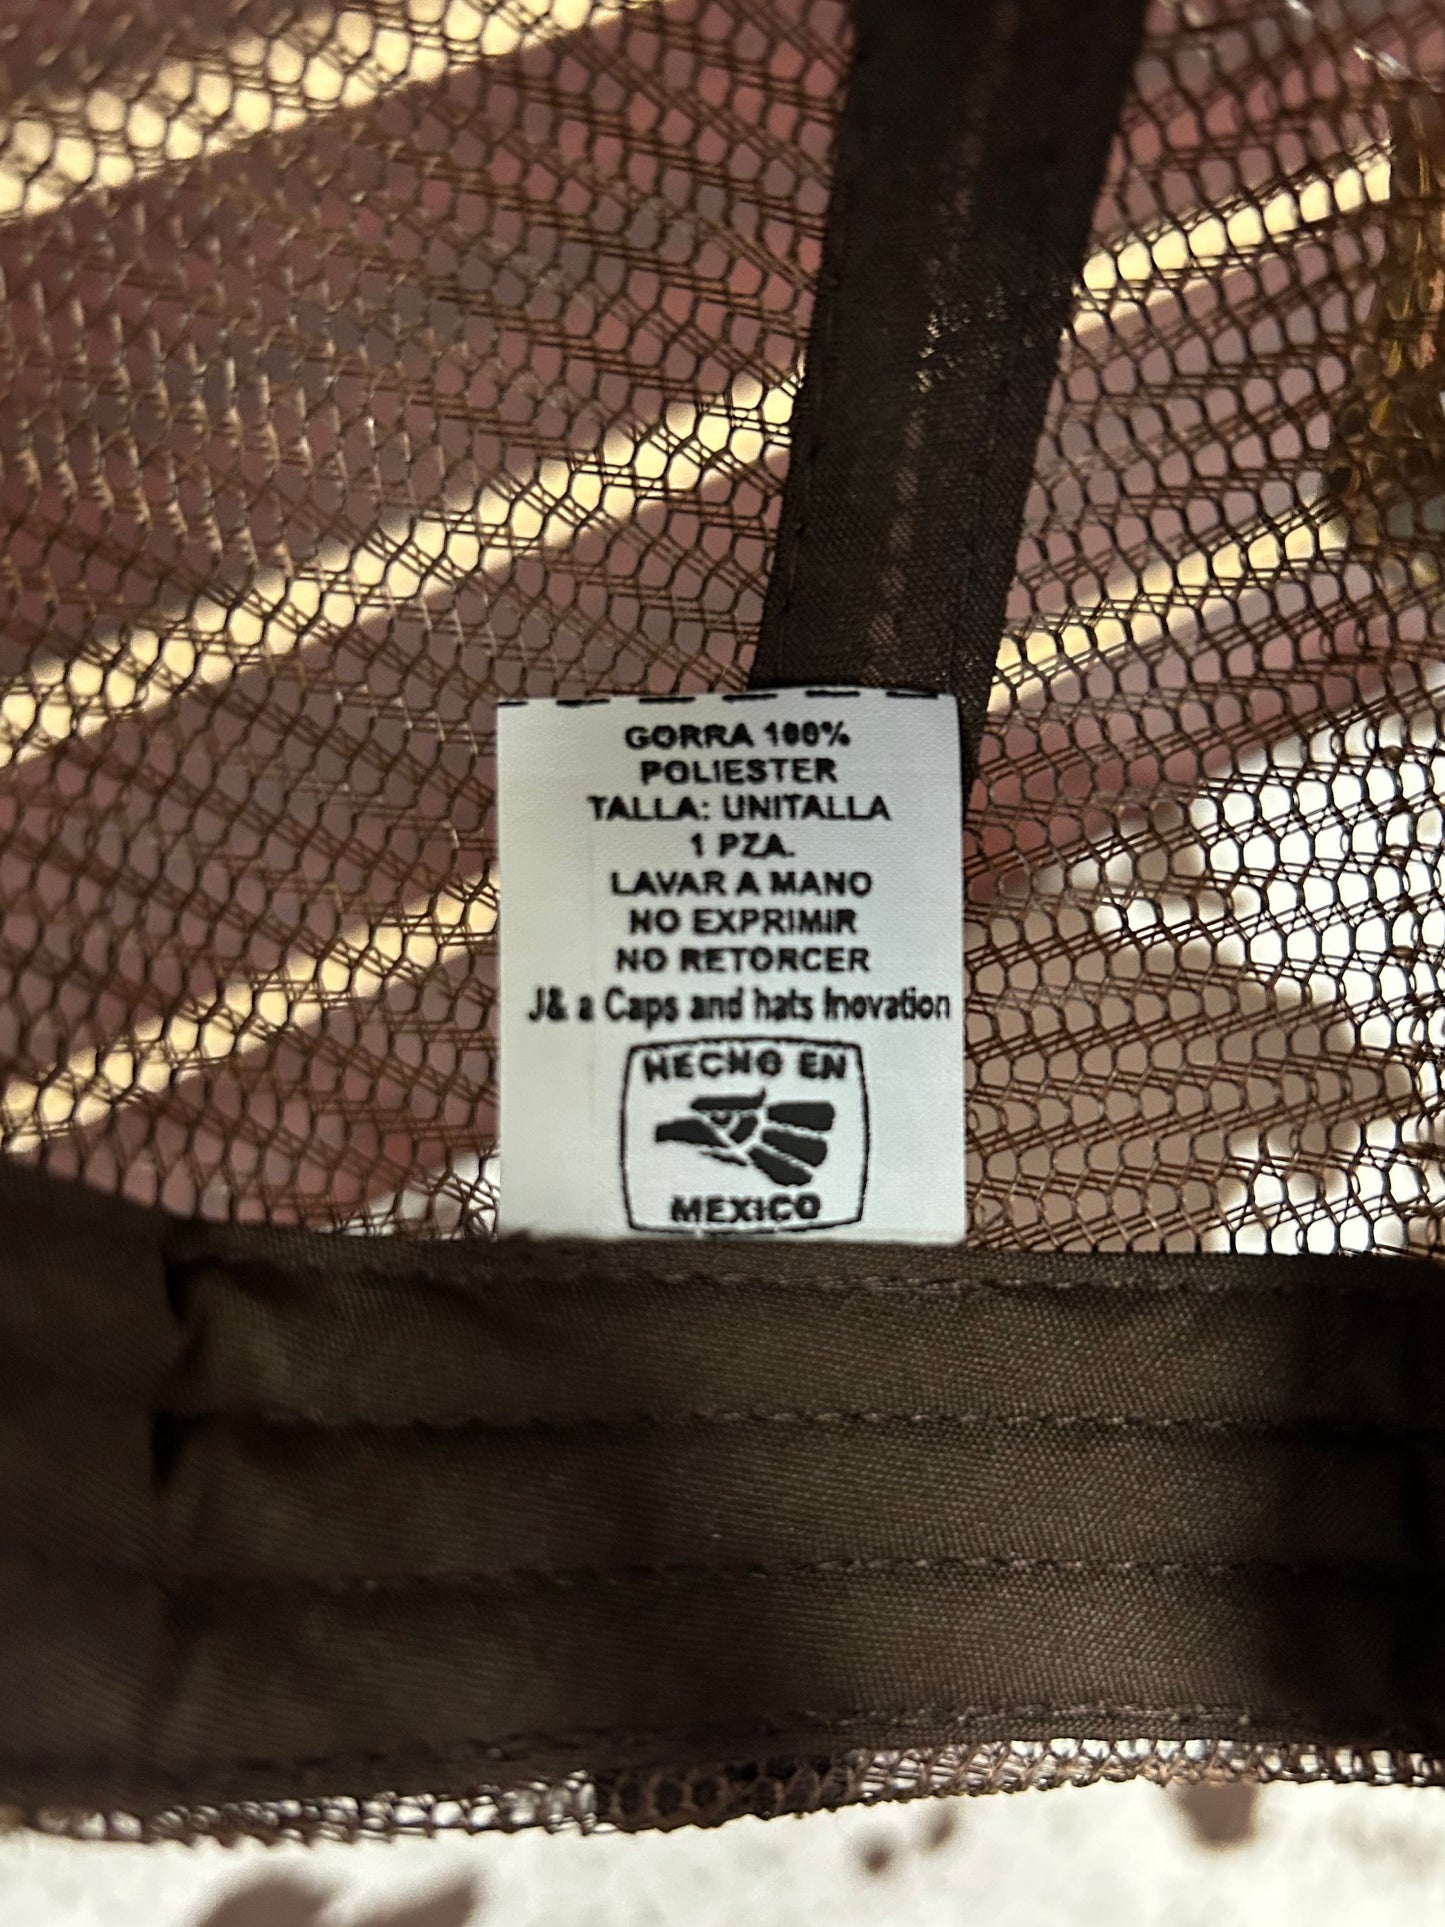 GORRA 100%
POLIESTER
TALLA: UNITALLA
1 PZA.
LAVAR A MANO
NO EXPRIMIR
NO RETORCER
J& a Caps and hats Inovation
HECHO EN
MEXICO